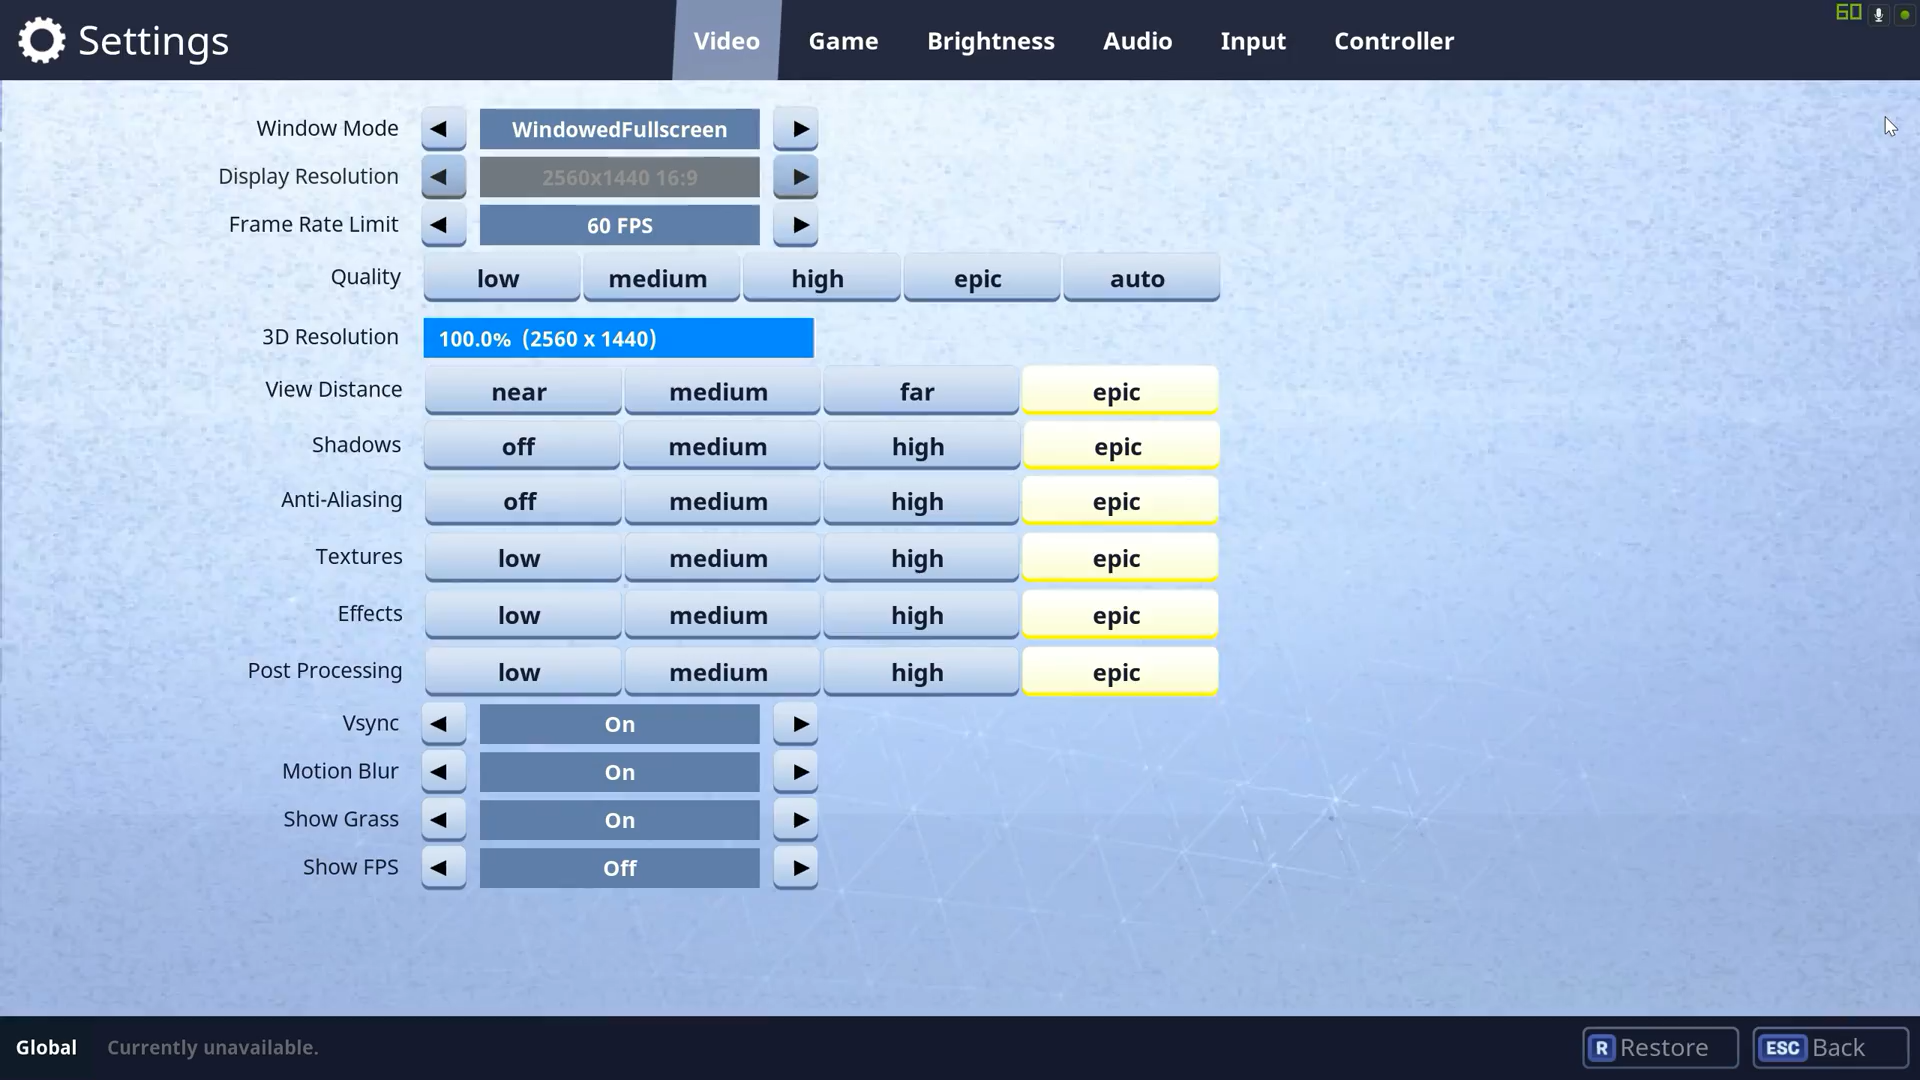 Settings Video Game Brightness Audio Input Controller
60
Window Mode WindowedFullscreen
Display Resolution 2560x1440 16:9
Frame Rate Limit 60 FPS
Quality low medium high epic auto
3D Resolution 100.0% (2560 x 1440)
View Distance near medium far epic
Shadows off medium high epic
Anti-Aliasing off medium high epic
Textures low medium high epic
Effects low medium high epic
Post Processing low medium high epic
Vsync On
Motion Blur On
Show Grass On
Show FPS Off
Global Currently unavailable. R Restore ESC Back